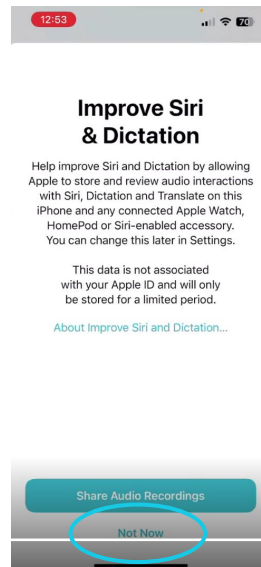 12:53
70
Improve Siri
& Dictation
Help improve Siri and Dictation by allowing
Apple to store and review audio interactions
with Siri, Dictation and Translate on this
iPhone and any connected Apple Watch,
HomePod or Siri-enabled accessory.
You can change this later in Settings.
This data is not associated
with your Apple ID and will only
be stored for a limited period.
About Improve Siri and Dictation...
Share Audio Recordings
Not Now